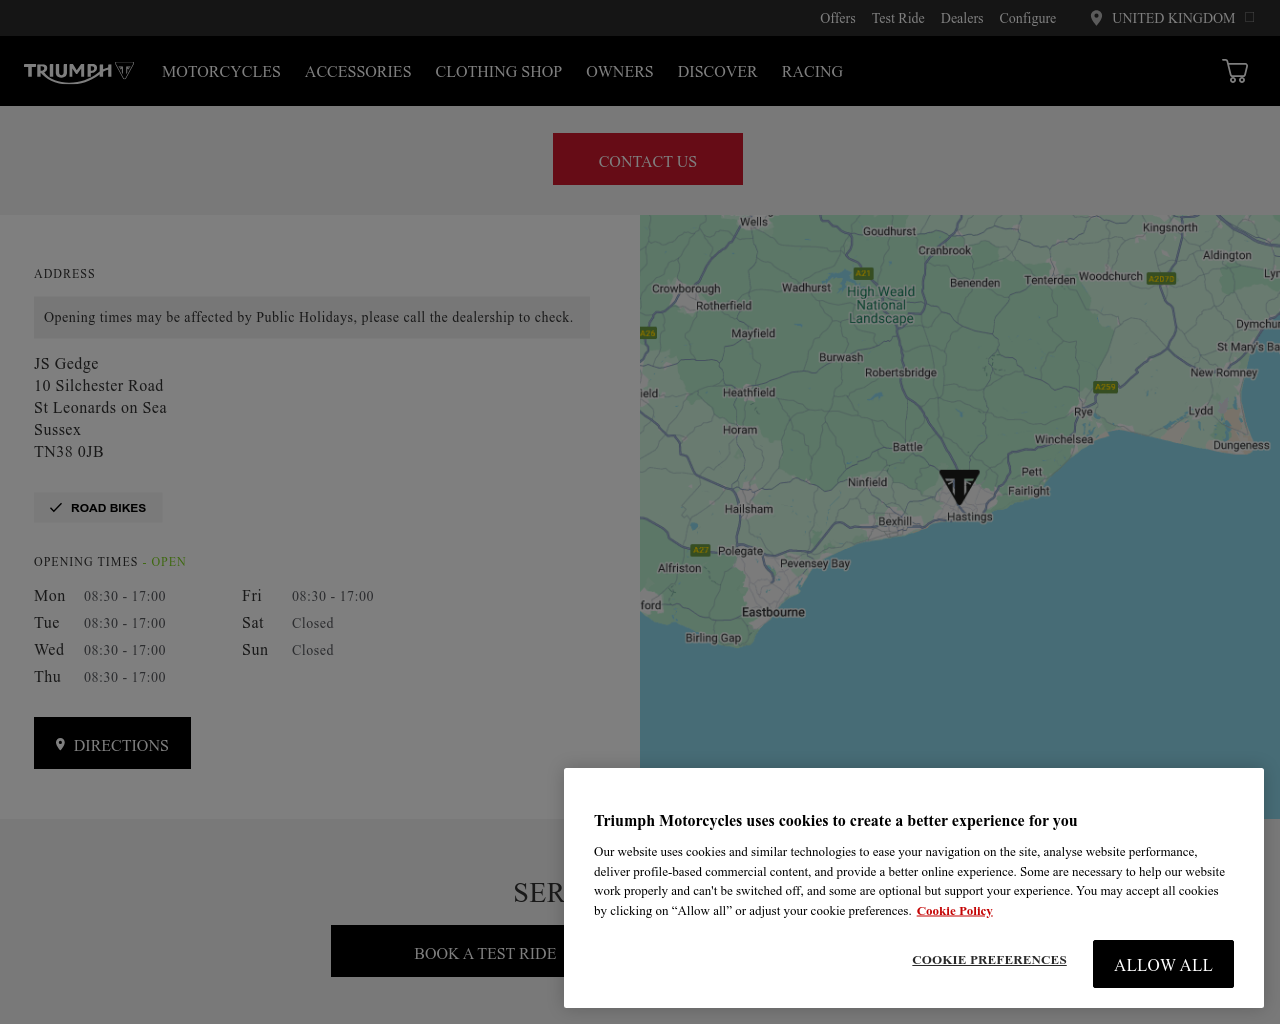 Offers Test Ride Dealers Configure UNITED KINGDOM
TRIUMPH MOTORCYCLES ACCESSORIES CLOTHING SHOP OWNERS DISCOVER RACING
CONTACT US
ADDRESS
Opening times may be affected by Public Holidays, please call the dealership to check.
JS Gedge
10 Silchester Road
St Leonards on Sea
Sussex
TN38 0JB
ROAD BIKES
OPENING TIMES - OPEN
Mon 08:30 - 17:00 Fri 08:30 - 17:00
Tue 08:30 - 17:00 Sat Closed
Wed 08:30 - 17:00 Sun Closed
Thu 08:30 - 17:00
DIRECTIONS
Wells
Goudhurst
Kingsnorth
Cranbrook
Aldington
A21
Woodchurch
A2070
Tenterden
Benenden
Wadhurst
Crowborough
High Weald
National
Landscape
Rotherfield
A26
Mayfield
Dymchu
St Mary's Ba
Burwash
Robertsbridge
New Romney
A259
Heathfield
ield
Rye
Lydd
Horam
Winchelsea
Battle
Dungeness
Pett
Ninfield
Fairlight
Hailsham
Hastings
Bexhill
A27
Polegate
Pevensey Bay
Alfriston
ford
Eastbourne
Birling Gap
SER
BOOK A TEST RIDE
Triumph Motorcycles uses cookies to create a better experience for you
Our website uses cookies and similar technologies to ease your navigation on the site, analyse website performance,
deliver profile-based commercial content, and provide a better online experience. Some are necessary to help our website
work properly and can't be switched off, and some are optional but support your experience. You may accept all cookies
by clicking on “Allow all” or adjust your cookie preferences. Cookie Policy
COOKIE PREFERENCES
ALLOW ALL